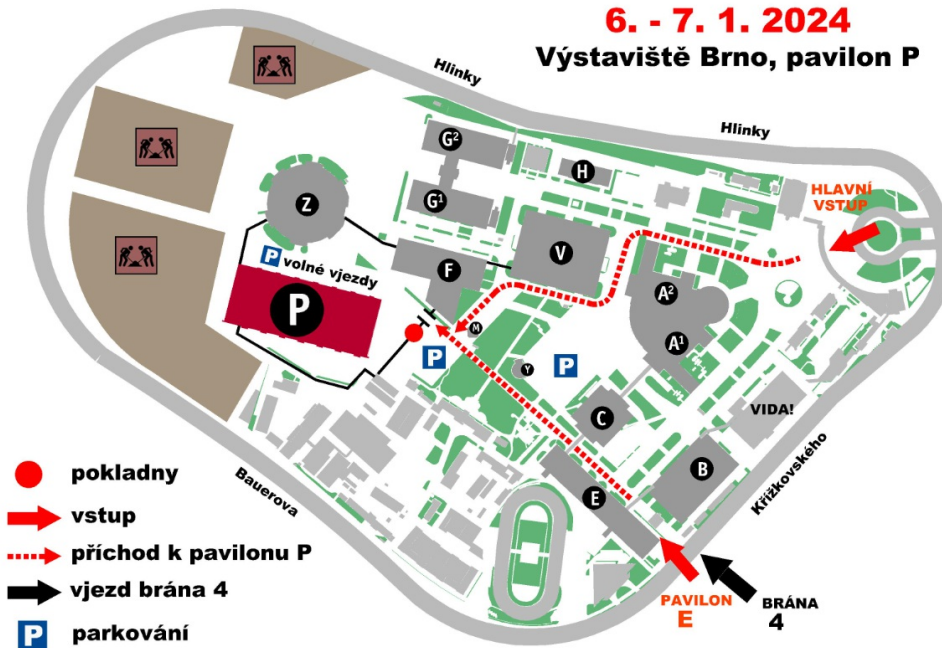 6. - 7. 1. 2024
Výstaviště Brno, pavilon P
Hlinky
Hlinky
G2
H
G1
HLAVNÍ
VSTUP
Z
V
P volné vjezdy
F
A2
P
M
A1
P
Y
P
C
VIDA!
B
E
Křížkovského
Bauerova
pokladny
vstup
příchod k pavilonu P
vjezd brána 4
P parkování
PAVILON
E
BRÁNA
4